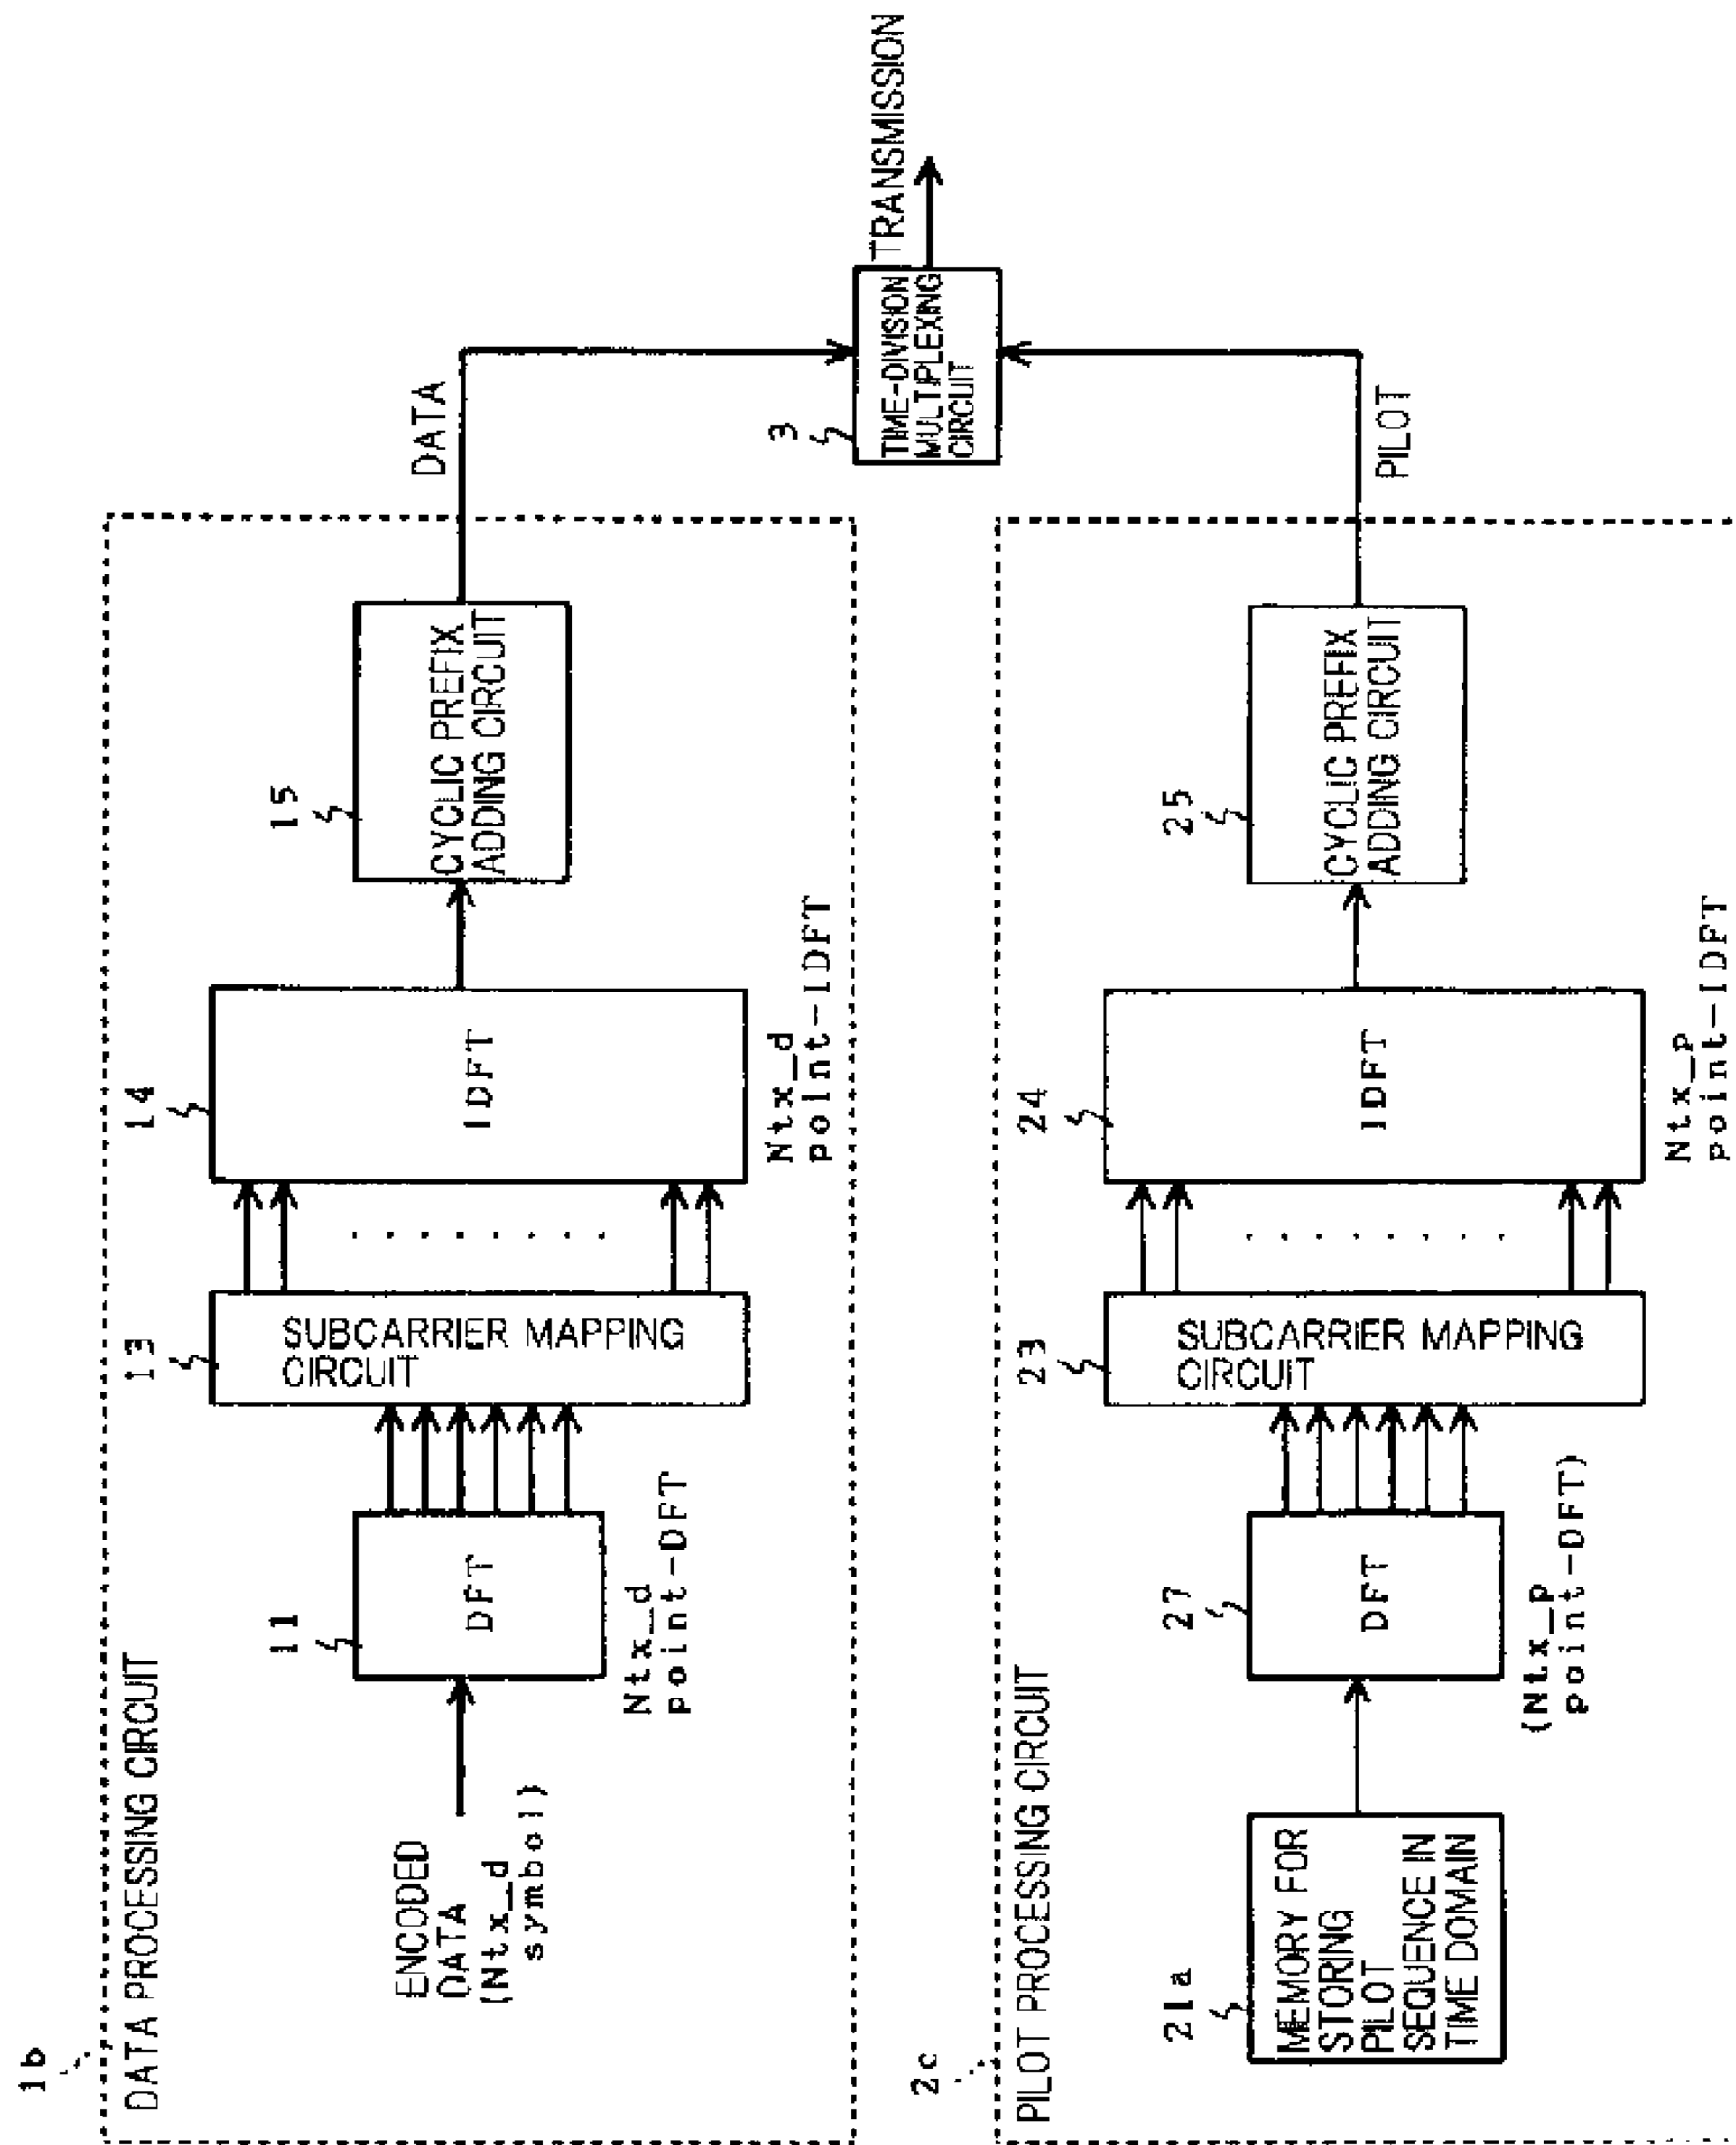 1b
DATA PROCESSING CIRCUIT
ENCODED
DATA
(Ntx_d
symbol)
11
DFT
Ntx_d
point-DFT
13
SUBCARRIER MAPPING
CIRCUIT
14
IDFT
Ntx_d
point-IDFT
15
CYCLIC PREFIX
ADDING CIRCUIT
DATA
3
TIME-DIVISION
MULTIPLEXING
CIRCUIT
TRANSMISSION
2c
PILOT PROCESSING CIRCUIT
21a
MEMORY FOR
STORING
PILOT
SEQUENCE IN
TIME DOMAIN
27
DFT
(Ntx_p
point-DFT)
23
SUBCARRIER MAPPING
CIRCUIT
24
IDFT
Ntx_p
point-IDFT
25
CYCLIC PREFIX
ADDING CIRCUIT
PILOT